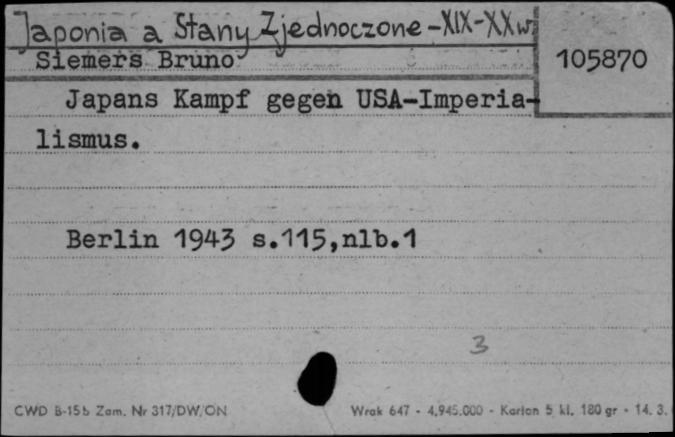 Japonia a Stany Zjednoczone - XIX-XX w.
Siemers Bruno
105870
Japans Kampf gegen USA-Imperia-
lismus.
Berlin 1943 s.115,nlb.1
3
CWD B-15b Zam. Nr 317/DW/ON
Wrak 647 - 4,945.000 - Karton 5 kl. 180 gr - 14. 3.